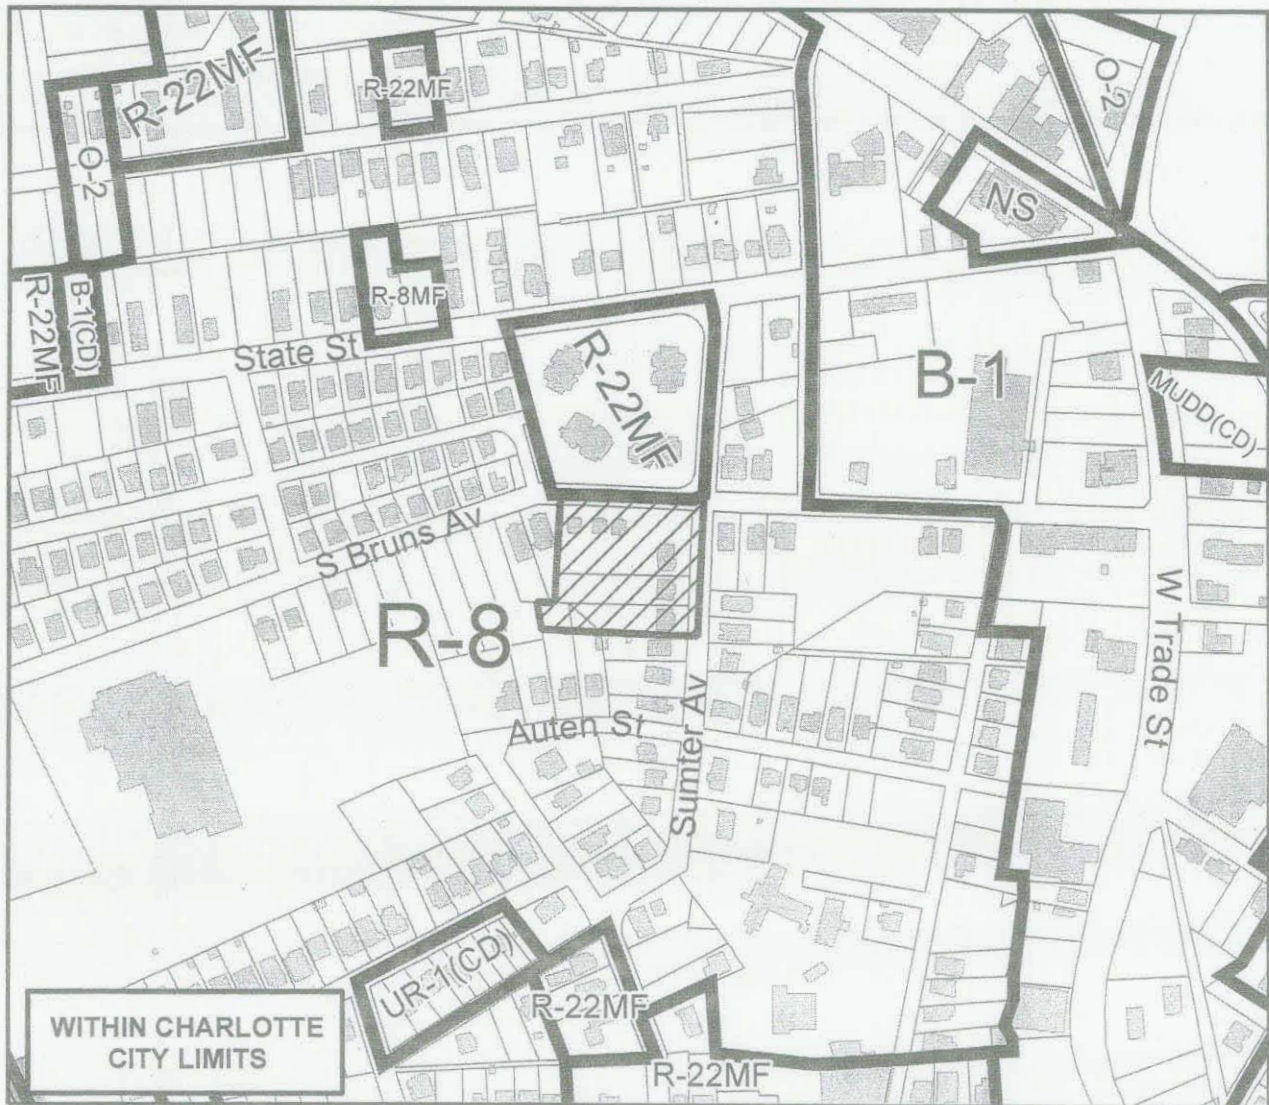 R-22MF
R-22MF
O-2
O-2
NS
R-22MF
B-1(CD)
R-8MF
State St
R-22MF
B-1
MUDD(CD)
S Bruns Av
R-8
W Trade St
Auten St
Sumter Av
UR-1(CD)
R-22MF
R-22MF
WITHIN CHARLOTTE
CITY LIMITS